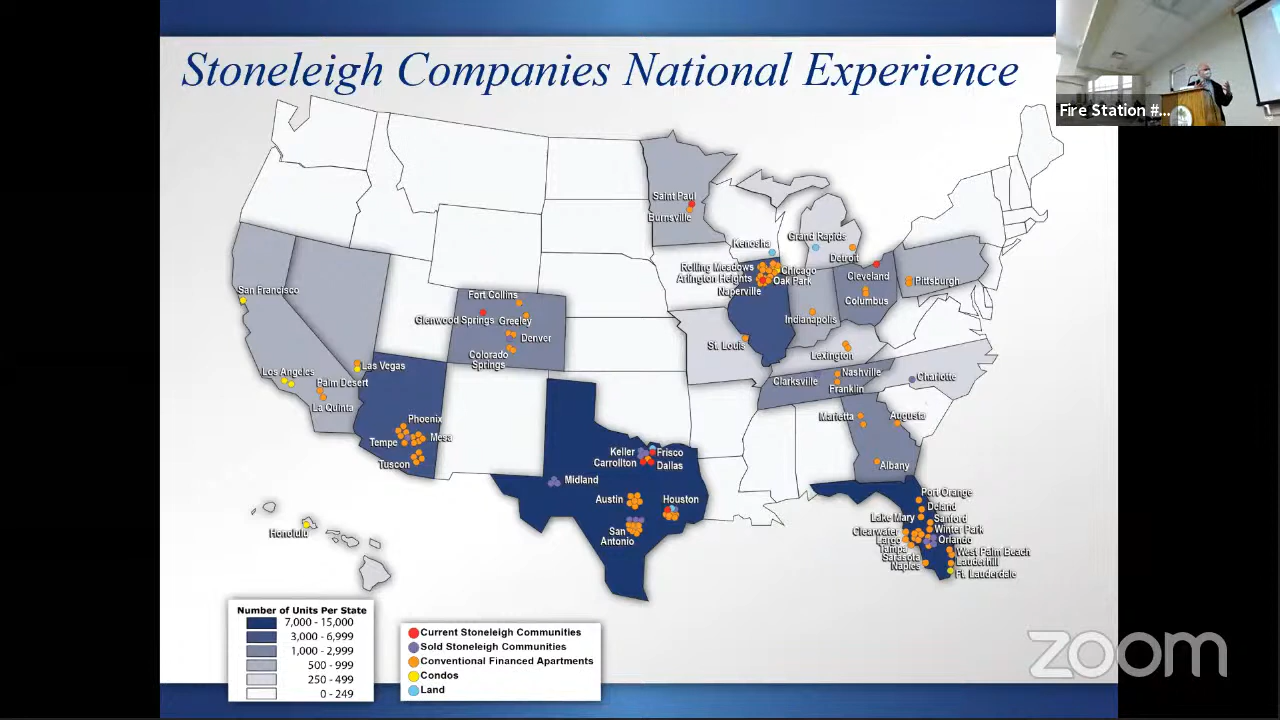 Stoneleigh Companies National Experience
Fire Station #...
Saint Paul
Burnsville
Kenosha
Grand Rapids
Detroit
Rolling Meadows
Chicago
Arlington Heights
Oak Park
Naperville
Cleveland
Columbus
Pittsburgh
Indianapolis
St. Louis
Lexington
San Francisco
Fort Collins
Glenwood Springs
Greeley
Denver
Colorado
Springs
Las Vegas
Los Angeles
Palm Desert
La Quinta
Clarksville
Nashville
Franklin
Charlotte
Phoenix
Tempe
Mesa
Tuscon
Marietta
Augusta
Albany
Keller
Frisco
Carrollton
Dallas
Midland
Austin
Houston
San
Antonio
Port Orange
Deland
Lake Mary
Sanford
Winter Park
Clearwater
Largo
Orlando
Tampa
Sarasota
Naples
West Palm Beach
Lauderhill
Ft. Lauderdale
Honolulu
Number of Units Per State
7,000 - 15,000
3,000 - 6,999
1,000 - 2,999
500 - 999
250 - 499
0 - 249
Current Stoneleigh Communities
Sold Stoneleigh Communities
Conventional Financed Apartments
Condos
Land
zoom